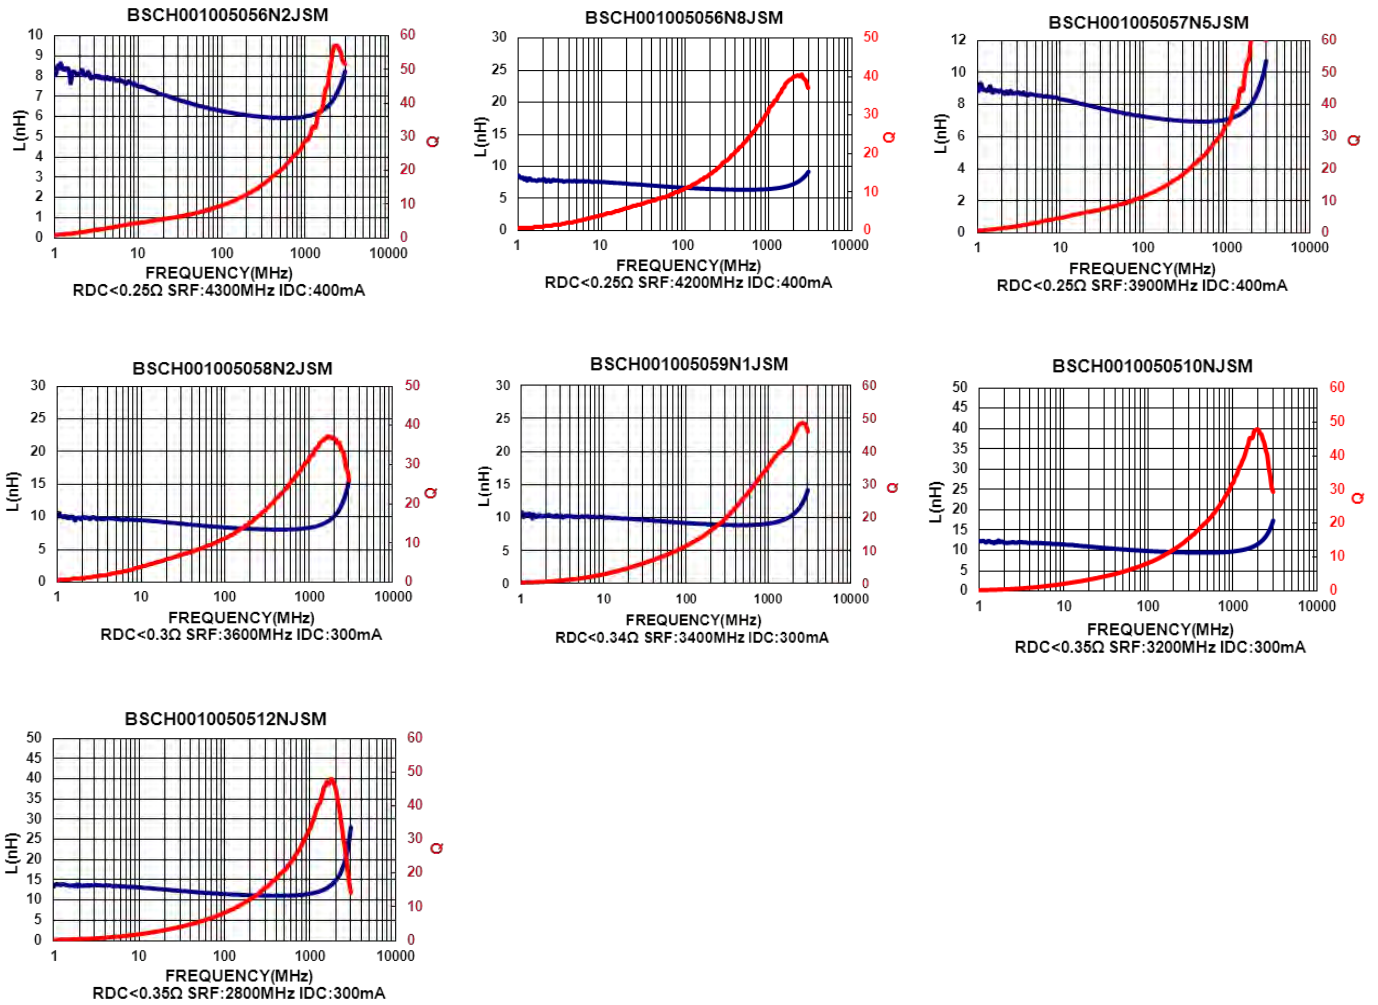 BSCH001005056N2JSM
10
9
8
7
6
5
4
3
2
1
0
L(nH)
60
50
40
30
20
10
0
Q
1 10 100 1000 10000
FREQUENCY(MHz)
RDC<0.25Ω SRF:4300MHz IDC:400mA
BSCH001005056N8JSM
30
25
20
15
10
5
0
L(nH)
50
40
30
20
10
0
Q
1 10 100 1000 10000
FREQUENCY(MHz)
RDC<0.25Ω SRF:4200MHz IDC:400mA
BSCH001005057N5JSM
12
10
8
6
4
2
0
L(nH)
60
50
40
30
20
10
0
Q
1 10 100 1000 10000
FREQUENCY(MHz)
RDC<0.25Ω SRF:3900MHz IDC:400mA
BSCH001005058N2JSM
30
25
20
15
10
5
0
L(nH)
50
40
30
20
10
0
Q
1 10 100 1000 10000
FREQUENCY(MHz)
RDC<0.3Ω SRF:3600MHz IDC:300mA
BSCH001005059N1JSM
30
25
20
15
10
5
0
L(nH)
60
50
40
30
20
10
0
Q
1 10 100 1000 10000
FREQUENCY(MHz)
RDC<0.34Ω SRF:3400MHz IDC:300mA
BSCH0010050510NJSM
50
45
40
35
30
25
20
15
10
5
0
L(nH)
60
50
40
30
20
10
0
Q
1 10 100 1000 10000
FREQUENCY(MHz)
RDC<0.35Ω SRF:3200MHz IDC:300mA
BSCH0010050512NJSM
50
45
40
35
30
25
20
15
10
5
0
L(nH)
60
50
40
30
20
10
0
Q
1 10 100 1000 10000
FREQUENCY(MHz)
RDC<0.35Ω SRF:2800MHz IDC:300mA